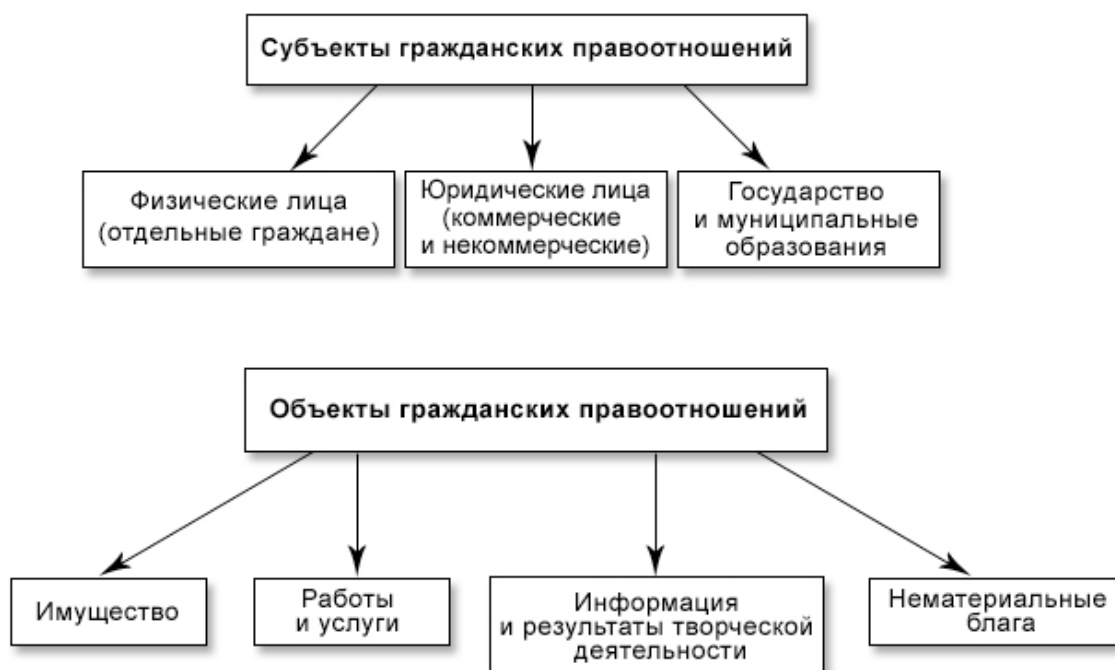 Субъекты гражданских правоотношений
Физические лица
(отдельные граждане)
Юридические лица
(коммерческие
и некоммерческие)
Государство
и муниципальные
образования
Объекты гражданских правоотношений
Имущество
Работы
и услуги
Информация
и результаты творческой
деятельности
Нематериальные
блага